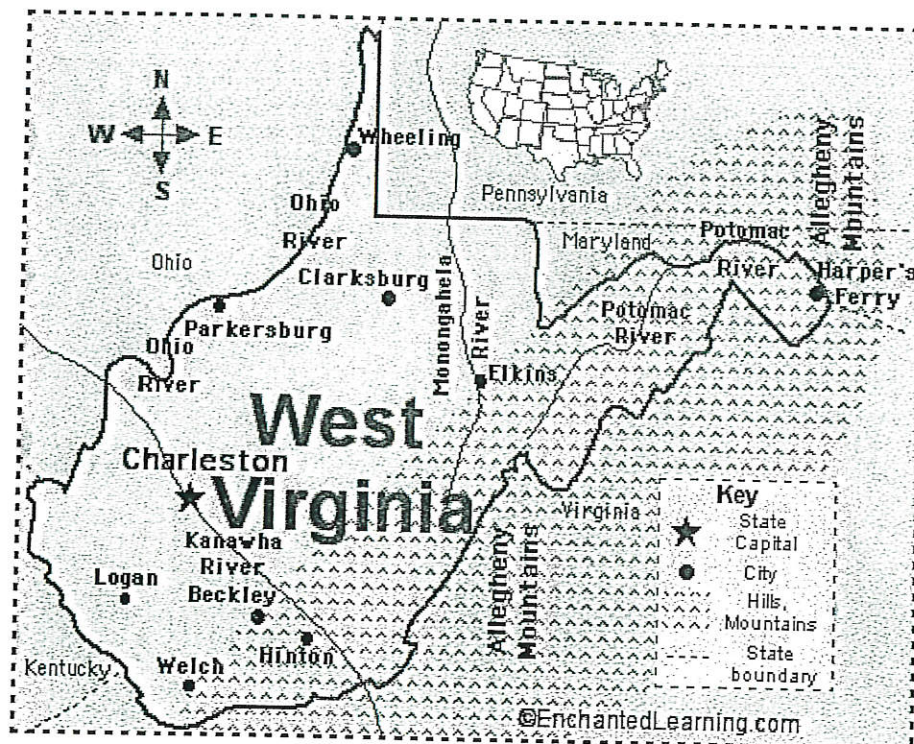 N
W E
S
Wheeling
Pennsylvania
Ohio
River
Ohio
Allegheny
Mountains
Maryland
Potomac
River
Harper's
Ferry
Clarksburg
Monongahela
River
Potomac
River
Parkersburg
Ohio
River
Elkins
West
Virginia
Charleston
Kanawha
River
Logan
Beckley
Hinton
Welch
Kentucky
Allegheny
Mountains
Virginia
Key
State
Capital
City
Hills,
Mountains
State
boundary
©EnchantedLearning.com